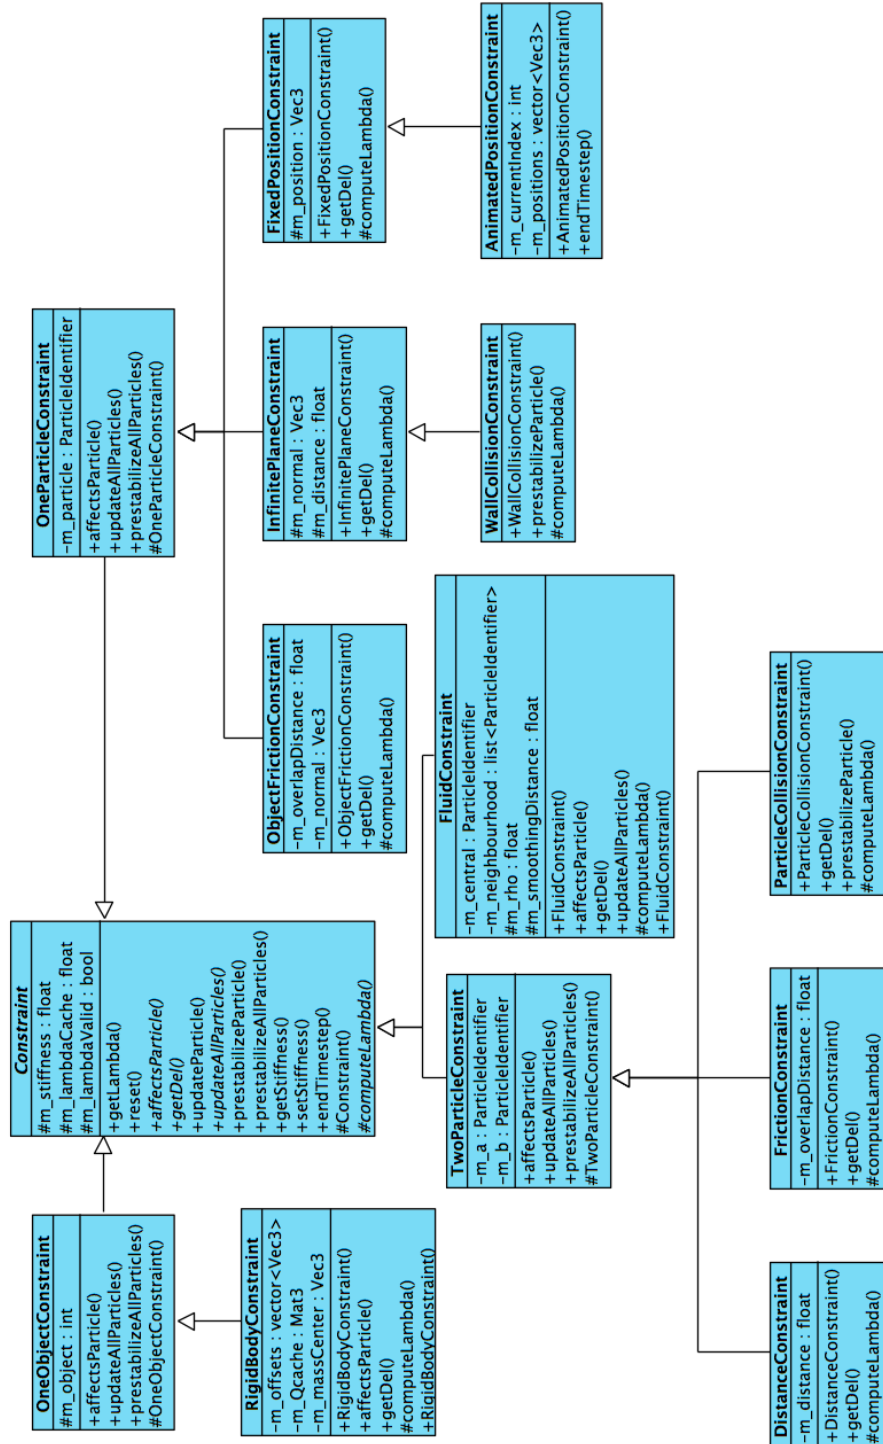 Constraint
#m_stiffness : float
#m_lambdaCache : float
#m_lambdaValid : bool
+getLambda()
+reset()
+affectsParticle()
+getDel()
+updateParticle()
+updateAllParticles()
+prestabilizeParticle()
+prestabilizeAllParticles
+getStiffness()
+setStiffness()
+endTimestep()
#Constraint()
#computeLambda()
OneObjectConstraint
#m_object : int
+affectsParticle()
+updateAllParticles()
+prestabilizeAllParticles()
#OneObjectConstraint()
OneParticleConstraint
-m_particle : ParticleIdentifier
+affectsParticle()
+updateAllParticles()
+prestabilizeAllParticles()
#OneParticleConstraint()
RigidBodyConstraint
-m_offsets : vector<Vec3>
-m_Qcache : Mat3
-m_massCenter : Vec3
+RigidBodyConstraint()
+affectsParticle()
+getDel()
#computeLambda()
+RigidBodyConstraint()
ObjectFrictionConstraint
-m_overlapDistance : float
-m_normal : Vec3
+ObjectFrictionConstraint()
+getDel()
#computeLambda()
InfinitePlaneConstraint
#m_normal : Vec3
#m_distance : float
+InfinitePlaneConstraint()
+getDel()
#computeLambda()
FixedPositionConstraint
#m_position : Vec3
+FixedPositionConstraint()
+getDel()
#computeLambda()
TwoParticleConstraint
-m_a : ParticleIdentifier
-m_b : ParticleIdentifier
+affectsParticle()
+updateAllParticles()
+prestabilizeAllParticles()
#TwoParticleConstraint()
FluidConstraint
-m_central : ParticleIdentifier
-m_neighbourhood : list<ParticleIdentifier>
#m_rho : float
#m_smoothingDistance : float
+FluidConstraint()
+affectsParticle()
+getDel()
+updateAllParticles()
#computeLambda()
+FluidConstraint()
WallCollisionConstraint
+WallCollisionConstraint()
+prestabilizeParticle()
#computeLambda()
AnimatedPositionConstraint
-m_currentIndex : int
-m_positions : vector<Vec3>
+AnimatedPositionConstraint()
+endTimestep()
DistanceConstraint
-m_distance : float
+DistanceConstraint()
+getDel()
#computeLambda()
FrictionConstraint
-m_overlapDistance : float
+FrictionConstraint()
+getDel()
#computeLambda()
ParticleCollisionConstraint
+ParticleCollisionConstraint()
+getDel()
+prestabilizeParticle()
#computeLambda()